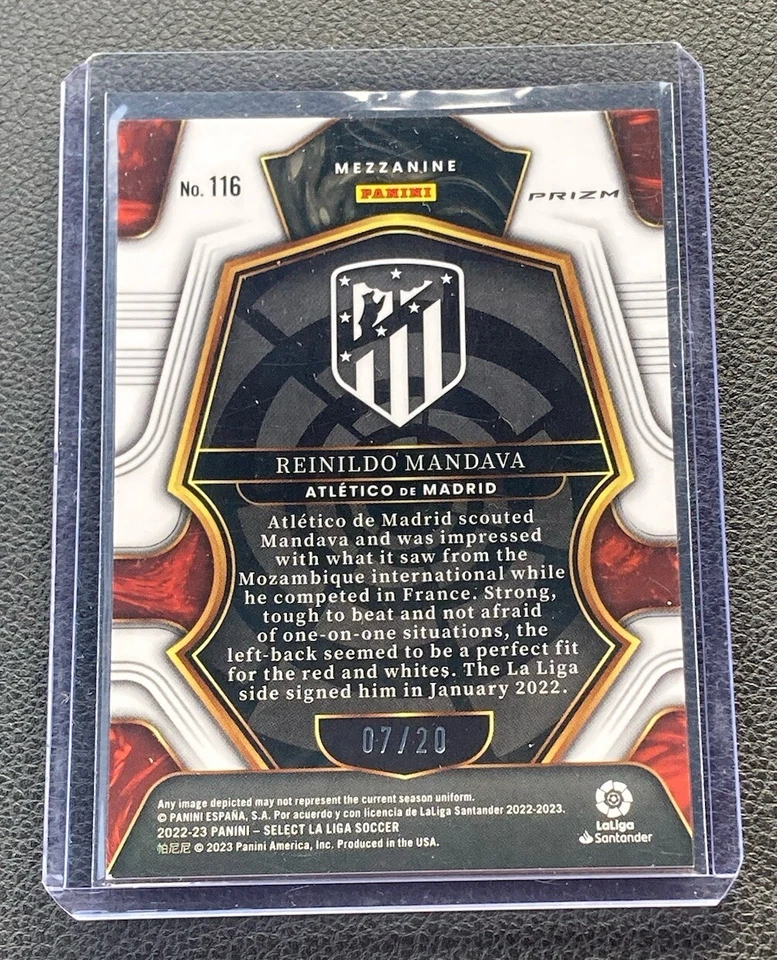 MEZZANINE
No. 116
PANINI
PRIZM
REINILDO MANDAVA
ATLÉTICO DE MADRID
Atlético de Madrid scouted
Mandava and was impressed
with what it saw from the
Mozambique international while
he competed in France. Strong,
tough to beat and not afraid
of one-on-one situations, the
left-back seemed to be a perfect fit
for the red and whites. The La Liga
side signed him in January 2022.
07/20
Any image depicted may not represent the current season uniform.
© PANINI ESPAÑA, S.A. Por acuerdo y con licencia de LaLiga Santander 2022-2023.
2022-23 PANINI – SELECT LA LIGA SOCCER
帕尼尼 © 2023 Panini America, Inc. Produced in the USA.
LaLiga
Santander